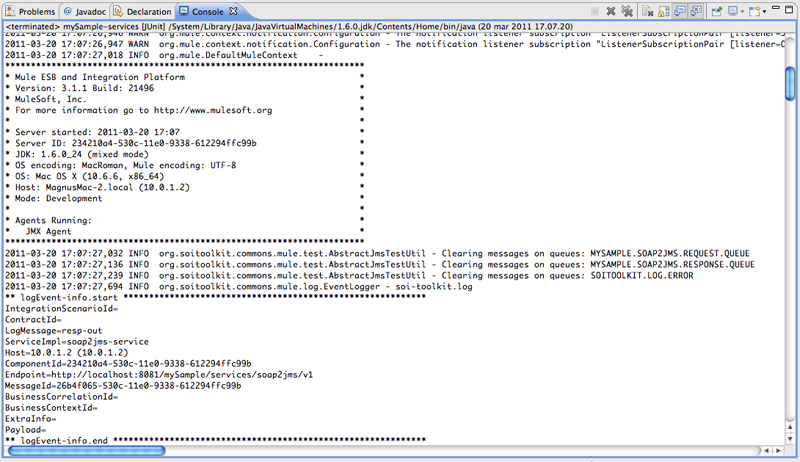 Problems @ Javadoc Declaration Console
<terminated> mySample-services [JUnit] /System/Library/Java/JavaVirtualMachines/1.6.0.jdk/Contents/Home/bin/java (20 mar 2011 17.07.20)
2011-03-20 17:07:26,946 WARN org.mule.context.notification.Configuration - The notification listener subscription "ListenerSubscriptionPair [listener=
2011-03-20 17:07:26,947 WARN org.mule.context.notification.Configuration - The notification listener subscription "ListenerSubscriptionPair [listener=
2011-03-20 17:07:27,018 INFO org.mule.DefaultMuleContext -
**********************************************************************
* Mule ESB and Integration Platform *
* Version: 3.1.1 Build: 21496 *
* MuleSoft, Inc. *
* For more information go to http://www.mulesoft.org *
* *
* Server started: 2011-03-20 17:07 *
* Server ID: 234210a4-530c-11e0-9338-612294ffc99b *
* JDK: 1.6.0_24 (mixed mode) *
* OS encoding: MacRoman, Mule encoding: UTF-8 *
* OS: Mac OS X (10.6.6, x86_64) *
* Host: MagnusMac-2.local (10.0.1.2) *
* Mode: Development *
* *
* Agents Running: *
* JMX Agent *
**********************************************************************
2011-03-20 17:07:27,032 INFO org.soitoolkit.commons.mule.test.AbstractJmsTestUtil - Clearing messages on queues: MYSAMPLE.SOAP2JMS.REQUEST.QUEUE
2011-03-20 17:07:27,136 INFO org.soitoolkit.commons.mule.test.AbstractJmsTestUtil - Clearing messages on queues: MYSAMPLE.SOAP2JMS.RESPONSE.QUEUE
2011-03-20 17:07:27,239 INFO org.soitoolkit.commons.mule.test.AbstractJmsTestUtil - Clearing messages on queues: SOITOOLKIT.LOG.ERROR
2011-03-20 17:07:27,694 INFO org.soitoolkit.commons.mule.log.EventLogger - soi-toolkit.log
** logEvent-info.start ***********************************************************
IntegrationScenarioId=
ContractId=
LogMessage=resp-out
ServiceImpl=soap2jms-service
Host=10.0.1.2 (10.0.1.2)
ComponentId=234210a4-530c-11e0-9338-612294ffc99b
Endpoint=http://localhost:8081/mySample/services/soap2jms/v1
MessageId=26b4f065-530c-11e0-9338-612294ffc99b
BusinessCorrelationId=
BusinessContextId=
ExtraInfo=
Payload=
** logEvent-info.end *************************************************************